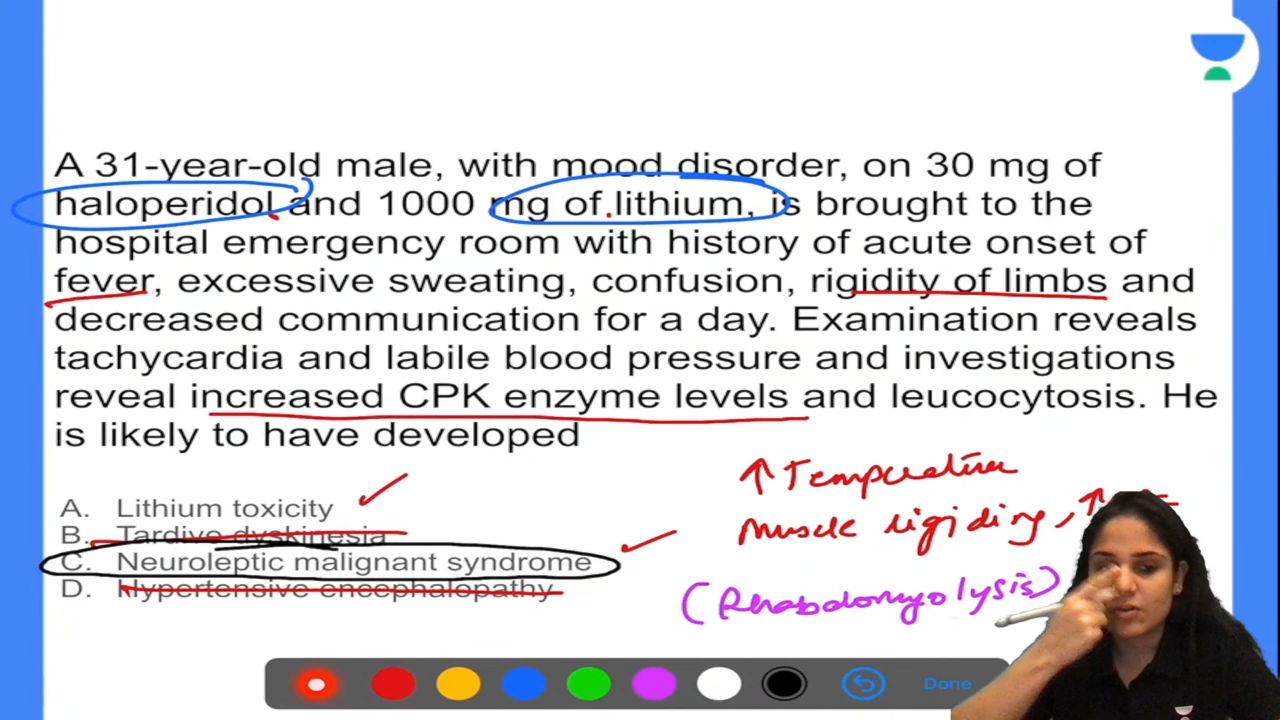 A 31-year-old male, with mood disorder, on 30 mg of
haloperidol and 1000 mg of lithium, is brought to the
hospital emergency room with history of acute onset of
fever, excessive sweating, confusion, rigidity of limbs and
decreased communication for a day. Examination reveals
tachycardia and labile blood pressure and investigations
reveal increased CPK enzyme levels and leucocytosis. He
is likely to have developed
A. Lithium toxicity
B. Tardive dyskinesia
C. Neuroleptic malignant syndrome
D. Hypertensive encephalopathy
↑ Temperature
Muscle rigiding, ↑
(Rhabdomyolysis)
Done